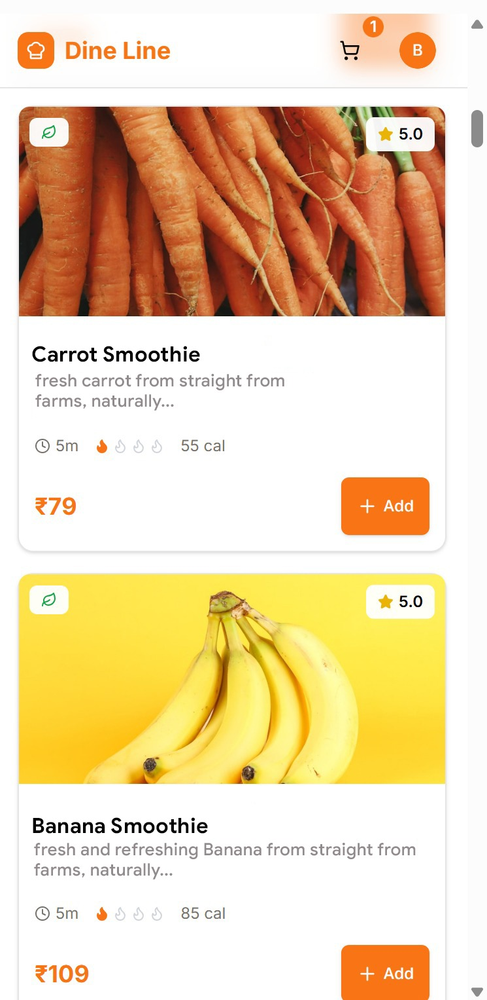 1
Dine Line
B
5.0
Carrot Smoothie
fresh carrot from straight from
farms, naturally...
5m 55 cal
₹79
+ Add
5.0
Banana Smoothie
fresh and refreshing Banana from straight from
farms, naturally...
5m 85 cal
₹109
+ Add